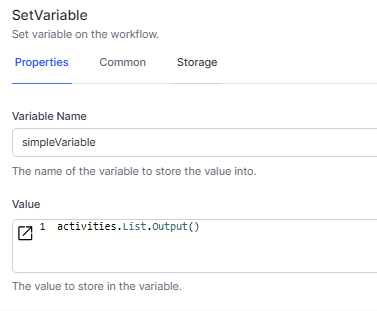 SetVariable
Set variable on the workflow.
Properties Common Storage
Variable Name
simpleVariable
The name of the variable to store the value into.
Value
1 activities.List.Output()
The value to store in the variable.